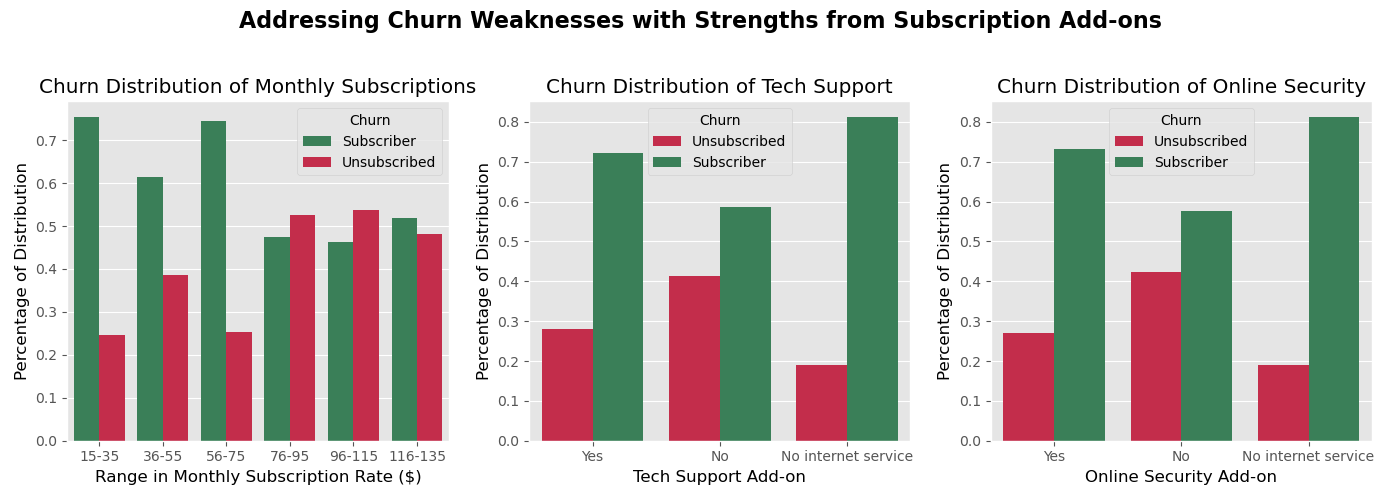 Addressing Churn Weaknesses with Strengths from Subscription Add-ons
Churn Distribution of Monthly Subscriptions
Percentage of Distribution
0.7
0.6
0.5
0.4
0.3
0.2
0.1
0.0
Churn
Subscriber
Unsubscribed
15-35 36-55 56-75 76-95 96-115 116-135
Range in Monthly Subscription Rate ($)
Churn Distribution of Tech Support
Percentage of Distribution
0.8
0.7
0.6
0.5
0.4
0.3
0.2
0.1
0.0
Churn
Unsubscribed
Subscriber
Yes No No internet service
Tech Support Add-on
Churn Distribution of Online Security
Percentage of Distribution
0.8
0.7
0.6
0.5
0.4
0.3
0.2
0.1
0.0
Churn
Unsubscribed
Subscriber
Yes No No internet service
Online Security Add-on